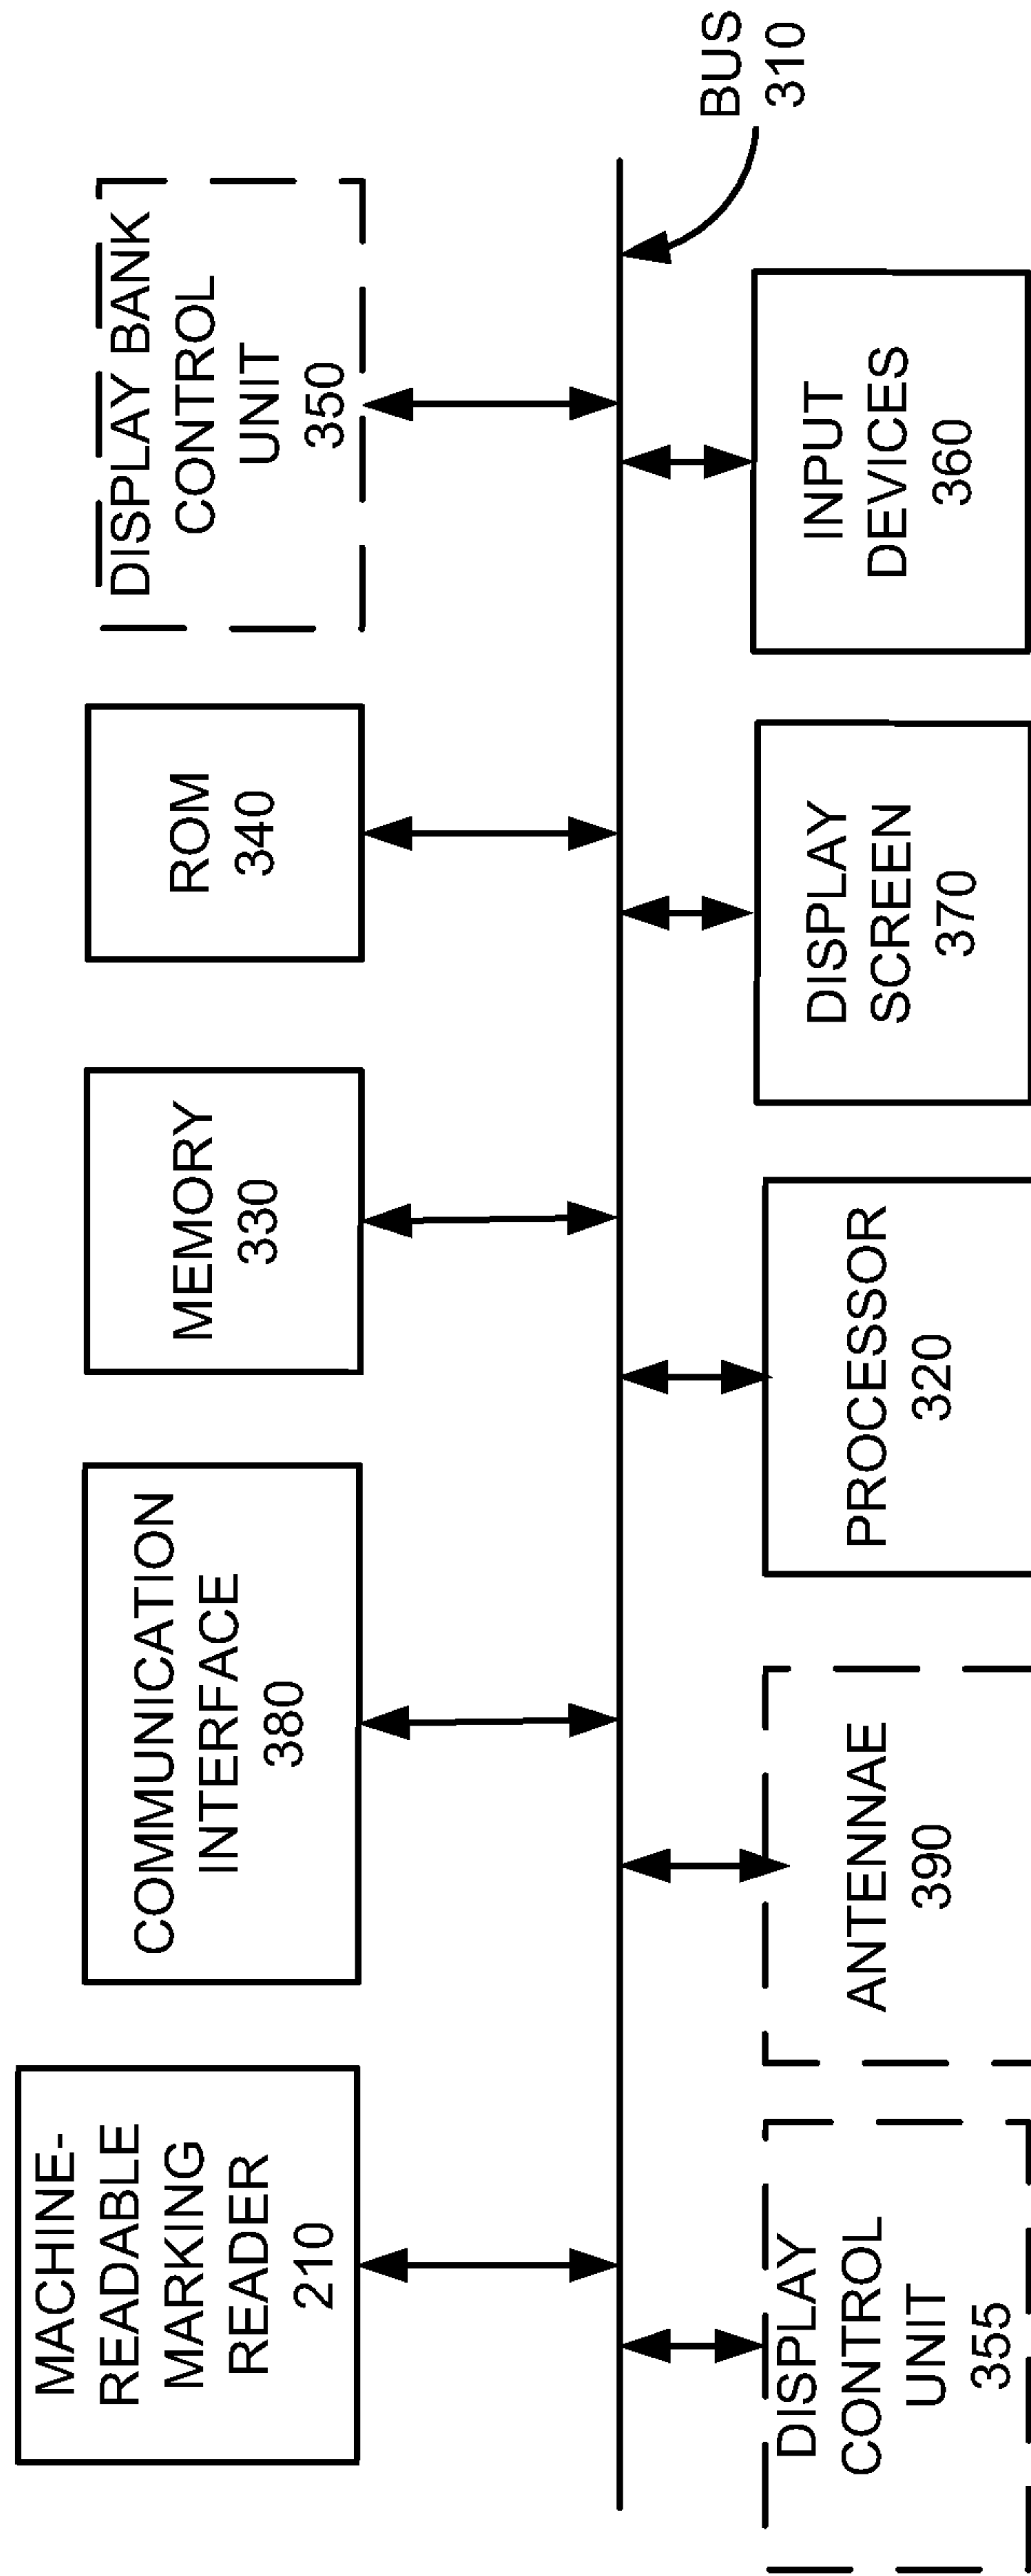 MACHINE-
READABLE
MARKING
READER
210
COMMUNICATION
INTERFACE
380
MEMORY
330
ROM
340
DISPLAY BANK
CONTROL
UNIT
350
BUS
310
DISPLAY
CONTROL
UNIT
355
ANTENNAE
390
PROCESSOR
320
DISPLAY
SCREEN
370
INPUT
DEVICES
360